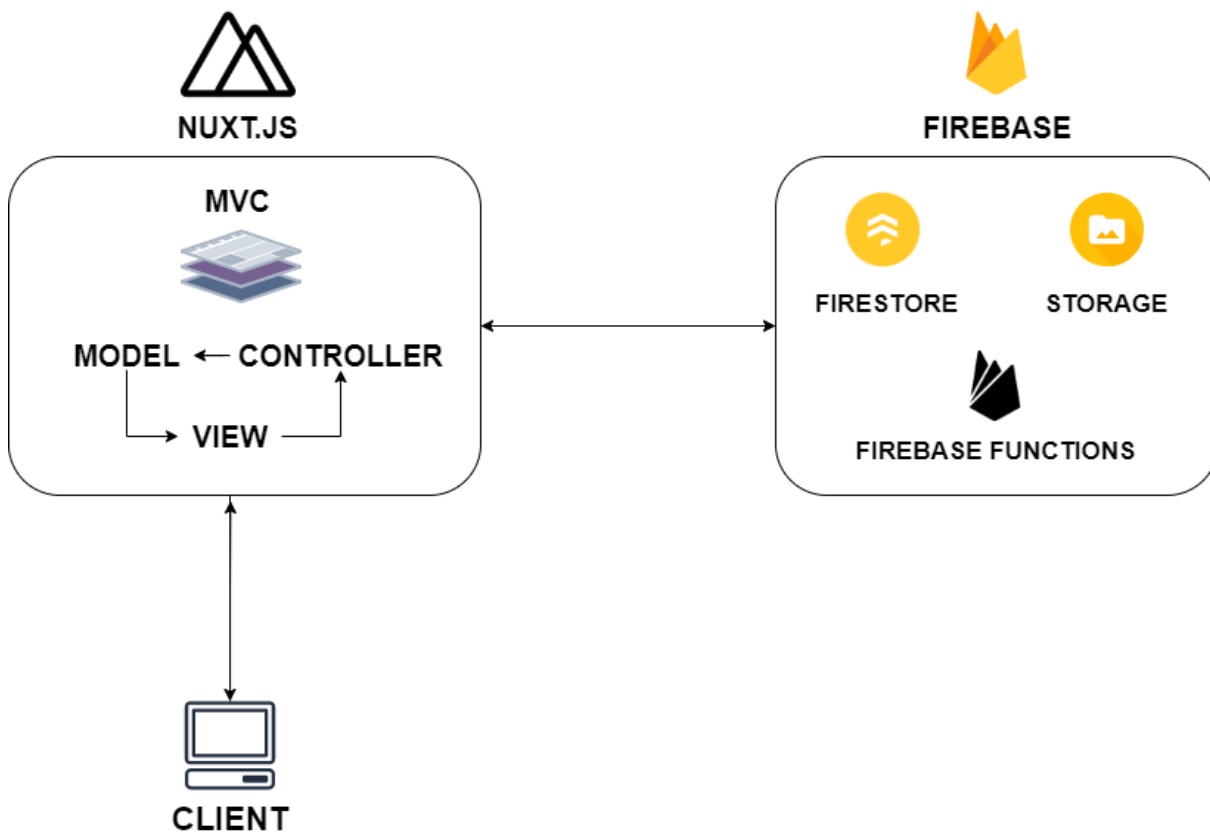 NUXT.JS
FIREBASE
MVC
FIRESTORE
STORAGE
MODEL CONTROLLER
VIEW
FIREBASE FUNCTIONS
CLIENT